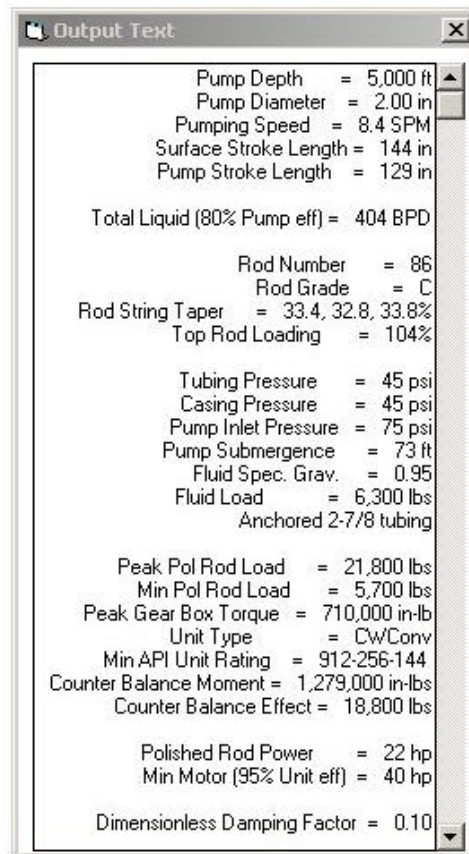 Output Text
Pump Depth = 5,000 ft
Pump Diameter = 2.00 in
Pumping Speed = 8.4 SPM
Surface Stroke Length = 144 in
Pump Stroke Length = 129 in
Total Liquid (80% Pump eff) = 404 BPD
Rod Number = 86
Rod Grade = C
Rod String Taper = 33.4, 32.8, 33.8%
Top Rod Loading = 104%
Tubing Pressure = 45 psi
Casing Pressure = 45 psi
Pump Inlet Pressure = 75 psi
Pump Submergence = 73 ft
Fluid Spec. Grav. = 0.95
Fluid Load = 6,300 lbs
Anchored 2-7/8 tubing
Peak Pol Rod Load = 21,800 lbs
Min Pol Rod Load = 5,700 lbs
Peak Gear Box Torque = 710,000 in-lb
Unit Type = CWConv
Min API Unit Rating = 912-256-144
Counter Balance Moment = 1,279,000 in-lbs
Counter Balance Effect = 18,800 lbs
Polished Rod Power = 22 hp
Min Motor (95% Unit eff) = 40 hp
Dimensionless Damping Factor = 0.10